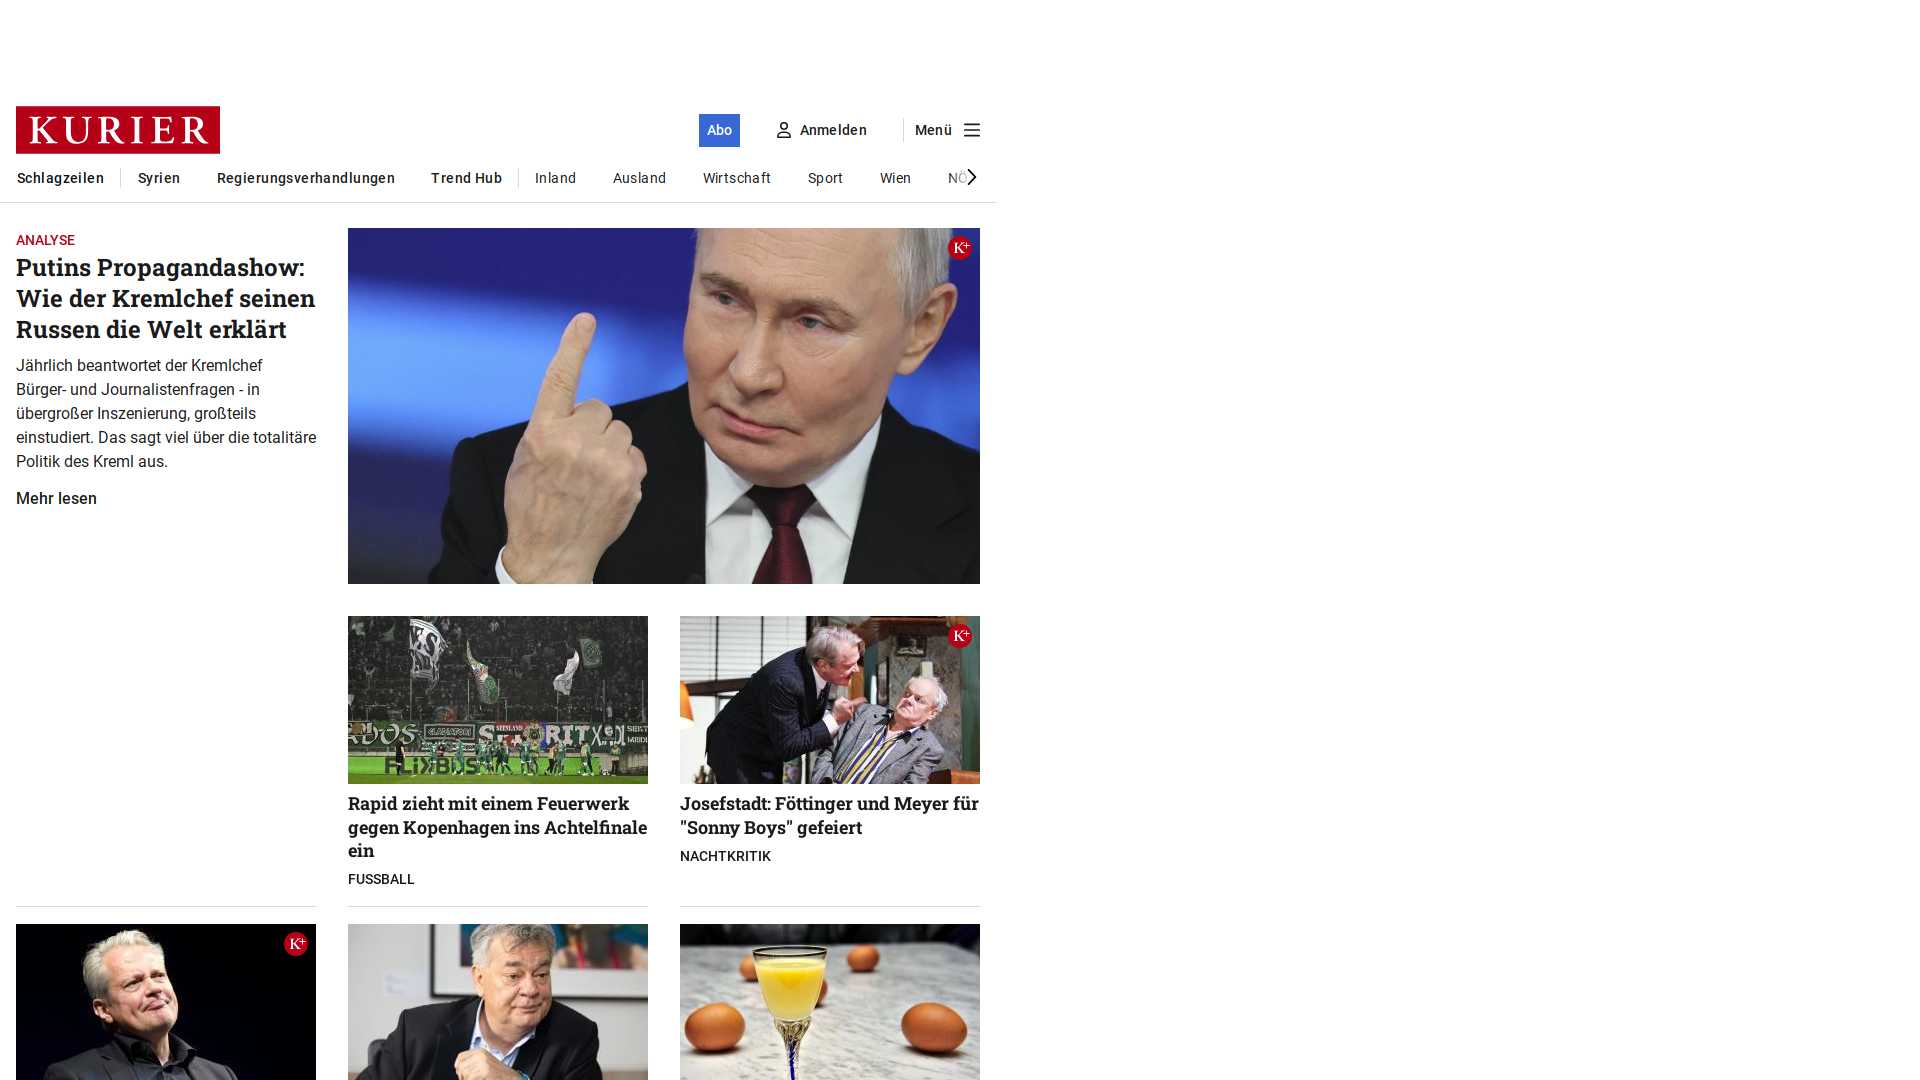 KURIER
Abo
Anmelden
Menü
Schlagzeilen
Syrien
Regierungsverhandlungen
Trend Hub
Inland
Ausland
Wirtschaft
Sport
Wien
NÖ
ANALYSE
Putins Propagandashow:
Wie der Kremlchef seinen
Russen die Welt erklärt
Jährlich beantwortet der Kremlchef
Bürger- und Journalistenfragen - in
übergroßer Inszenierung, großteils
einstudiert. Das sagt viel über die totalitäre
Politik des Kreml aus.
Mehr lesen
K+
GLADIATORS
FLiXBUS
Rapid zieht mit einem Feuerwerk
gegen Kopenhagen ins Achtelfinale
ein
FUSSBALL
K+
Josefstadt: Föttinger und Meyer für
"Sonny Boys" gefeiert
NACHTKRITIK
K+